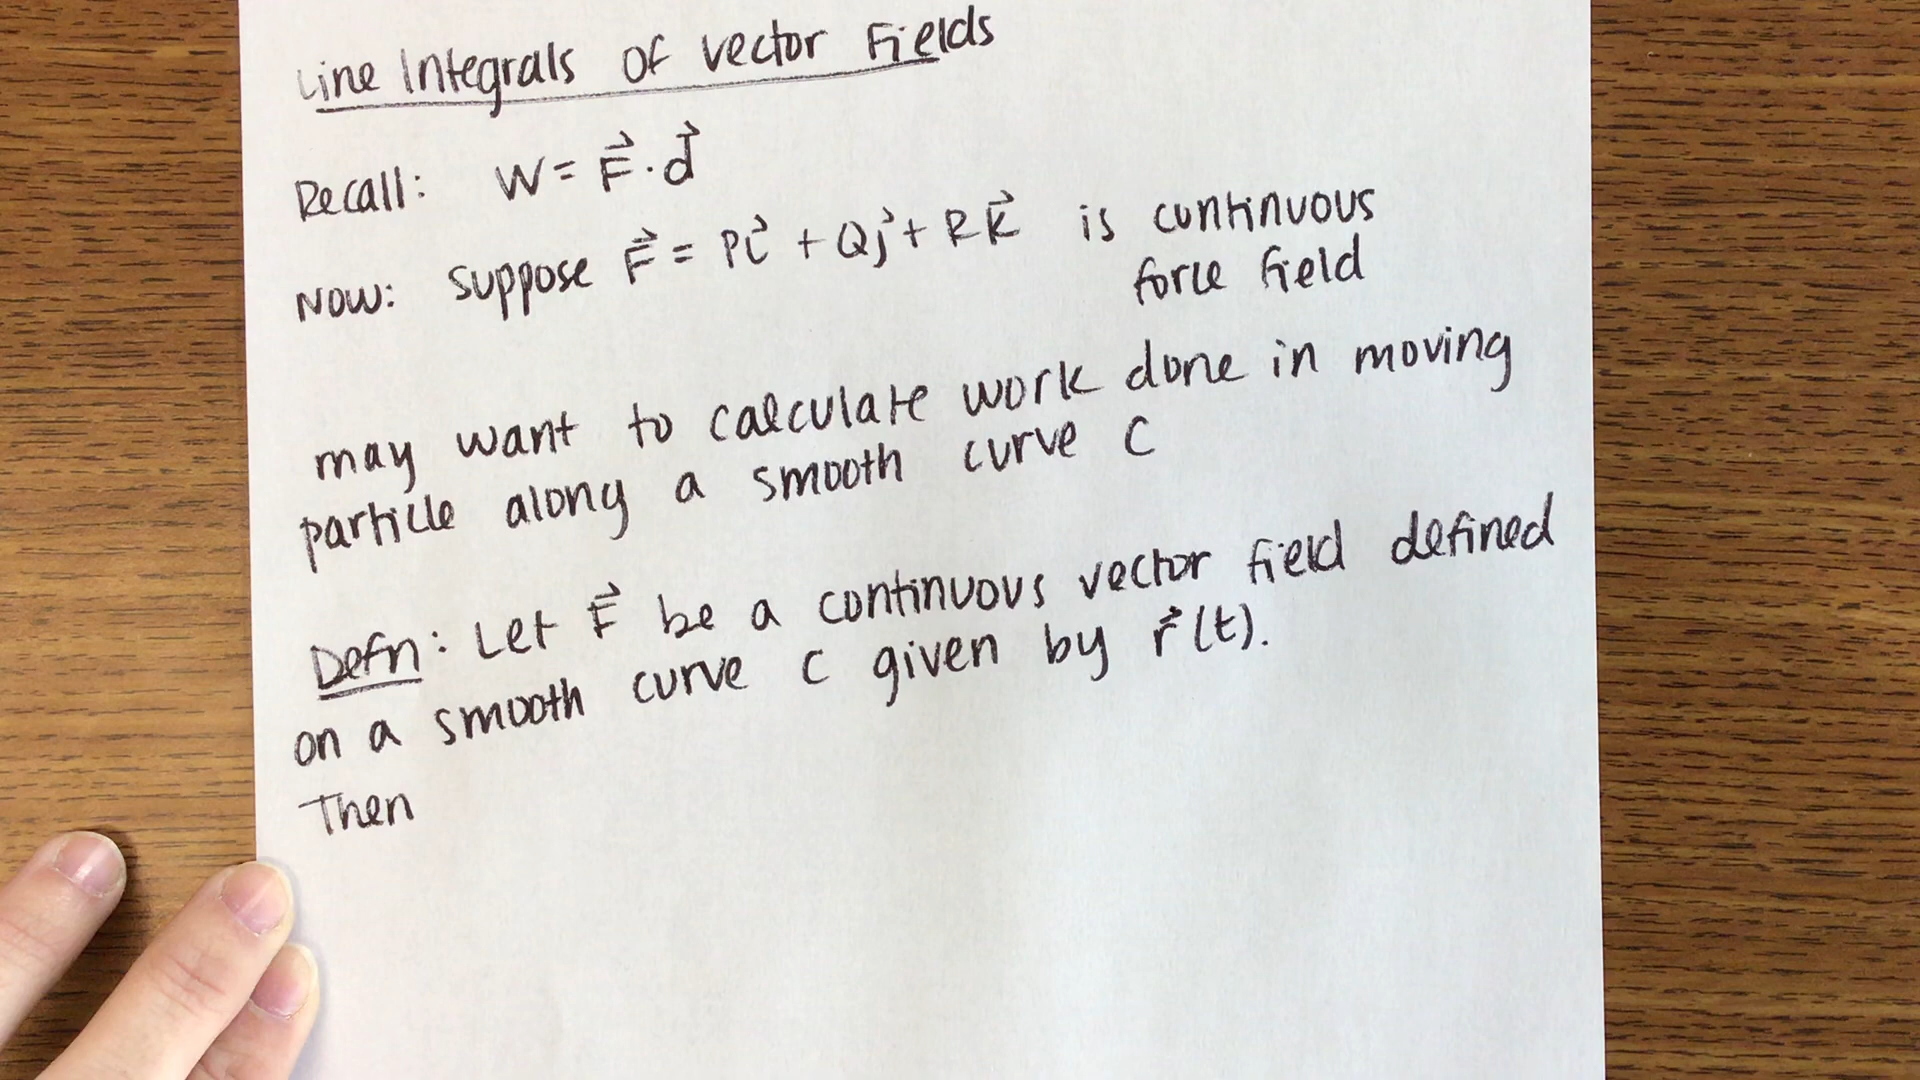 Line Integrals of Vector Fields
Recall: W = F⃗ · d⃗
Now: Suppose F⃗ = Pi⃗ + Qj⃗ + Rk⃗ is continuous
force field
may want to calculate work done in moving
particle along a smooth curve C
Defn: Let F⃗ be a continuous vector field defined
on a smooth curve C given by r⃗(t).
Then